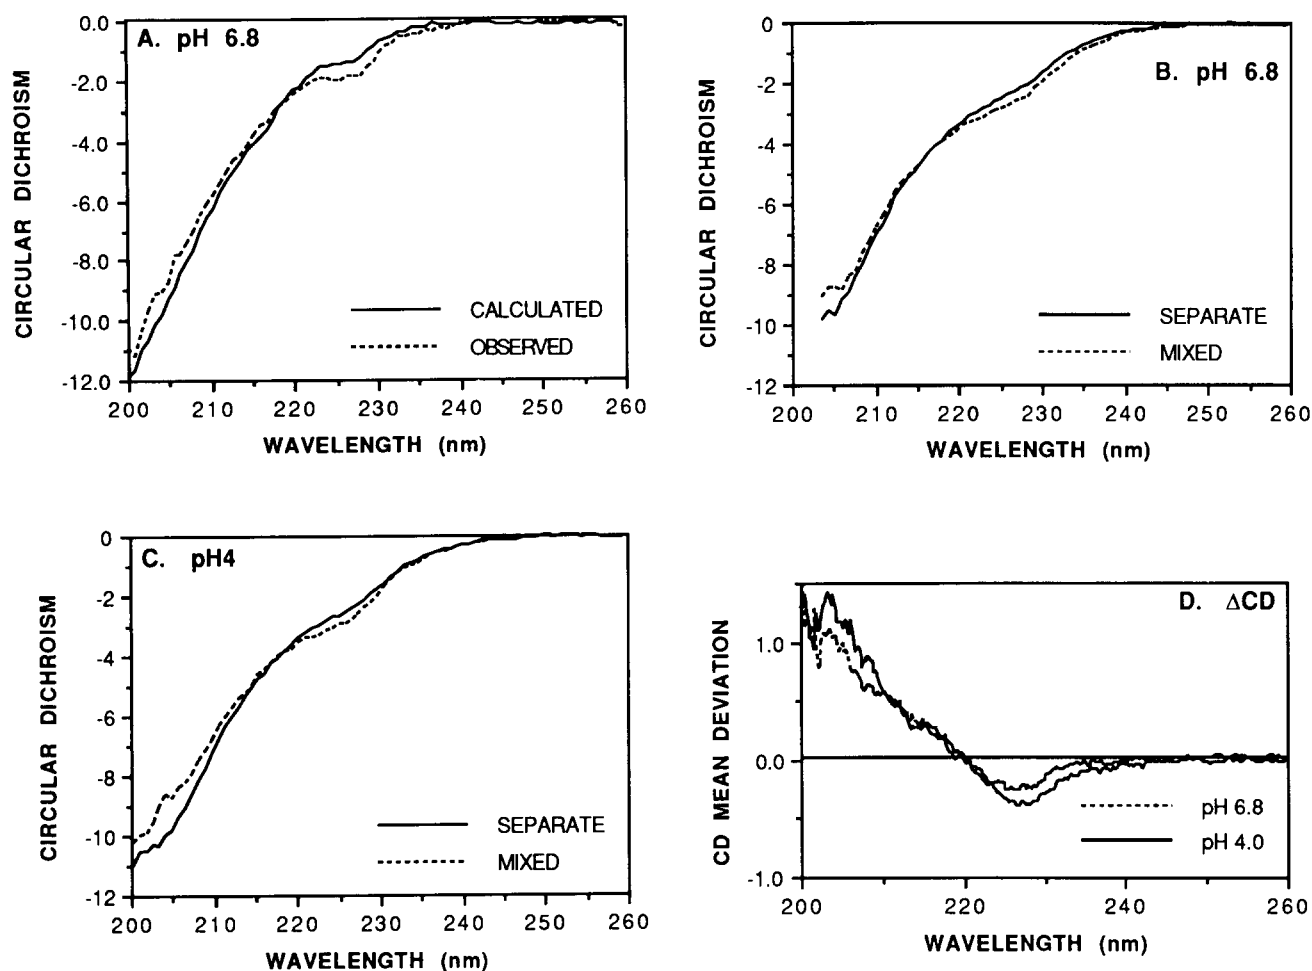 A. pH 6.8
0.0
-2.0
-4.0
-6.0
-8.0
-10.0
-12.0
CIRCULAR DICHROISM
CALCULATED
OBSERVED
200 210 220 230 240 250 260
WAVELENGTH (nm)
B. pH 6.8
0
-2
-4
-6
-8
-10
-12
CIRCULAR DICHROISM
SEPARATE
MIXED
200 210 220 230 240 250 260
WAVELENGTH (nm)
C. pH4
0
-2
-4
-6
-8
-10
-12
CIRCULAR DICHROISM
SEPARATE
MIXED
200 210 220 230 240 250 260
WAVELENGTH (nm)
D. ΔCD
1.0
0.0
-1.0
CD MEAN DEVIATION
pH 6.8
pH 4.0
200 220 240 260
WAVELENGTH (nm)